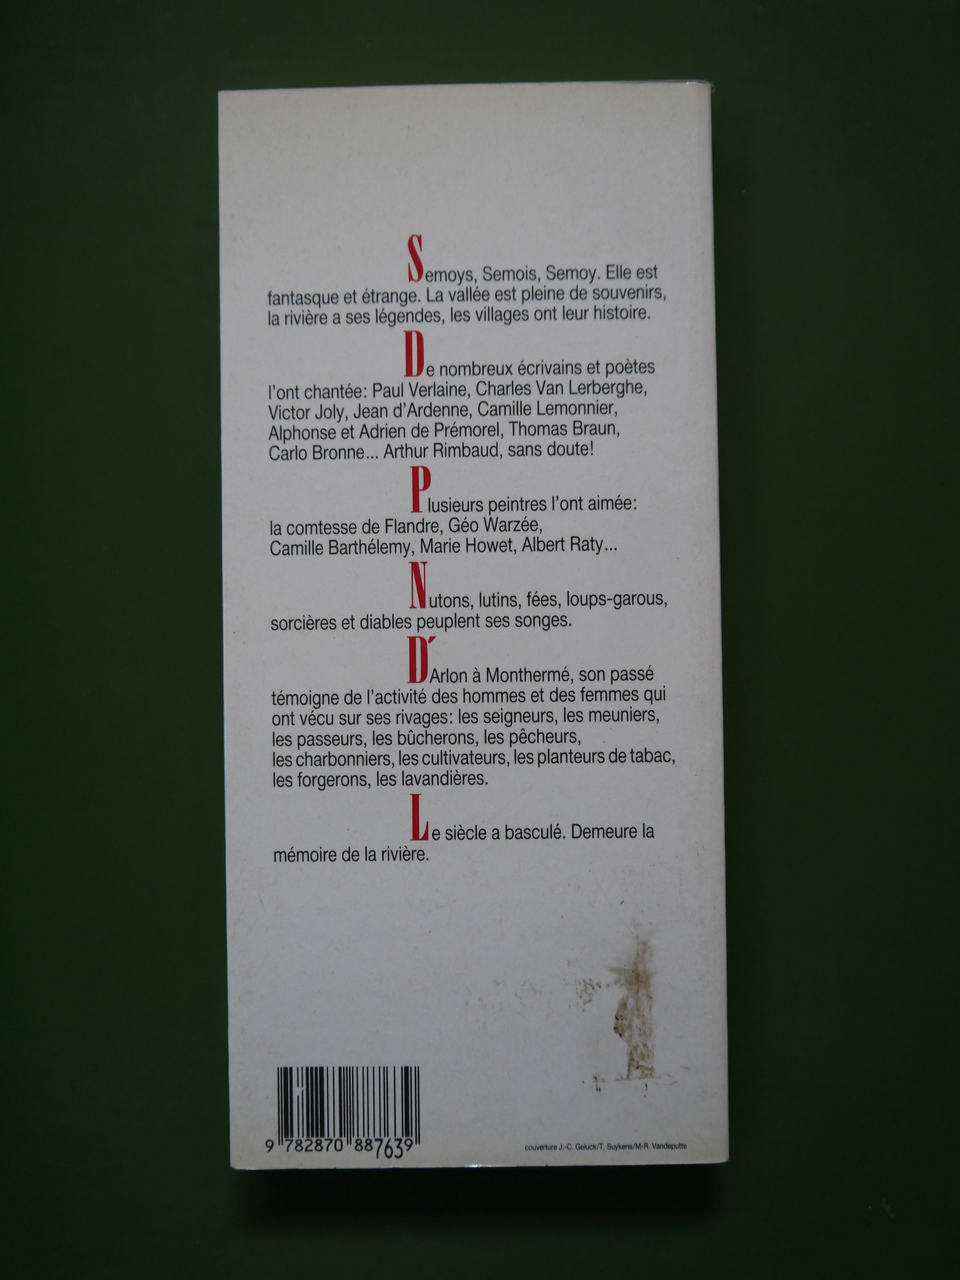 Semoys, Semois, Semoy. Elle est
fantasque et étrange. La vallée est pleine de souvenirs,
la rivière a ses légendes, les villages ont leur histoire.
De nombreux écrivains et poètes
l'ont chantée: Paul Verlaine, Charles Van Lerberghe,
Victor Joly, Jean d'Ardenne, Camille Lemonnier,
Alphonse et Adrien de Prémorel, Thomas Braun,
Carlo Bronne... Arthur Rimbaud, sans doute!
Plusieurs peintres l'ont aimée:
la comtesse de Flandre, Géo Warzée,
Camille Barthélemy, Marie Howet, Albert Raty...
Nutons, lutins, fées, loups-garous,
sorcières et diables peuplent ses songes.
D'Arlon à Monthermé, son passé
témoigne de l'activité des hommes et des femmes qui
ont vécu sur ses rivages: les seigneurs, les meuniers,
les passeurs, les bûcherons, les pêcheurs,
les charbonniers, les cultivateurs, les planteurs de tabac,
les forgerons, les lavandières.
Le siècle a basculé. Demeure la
mémoire de la rivière.
9 782870 887639
couverture J.-C. Geluck/T. Suykens/M-R. Vandeputte